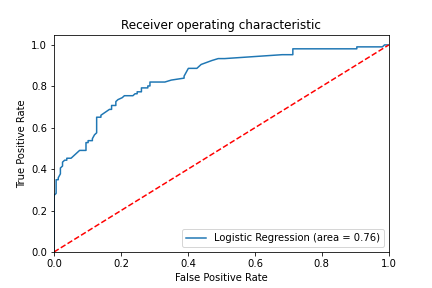 Receiver operating characteristic
True Positive Rate
1.0
0.8
0.6
0.4
0.2
0.0
Logistic Regression (area = 0.76)
0.0 0.2 0.4 0.6 0.8 1.0
False Positive Rate